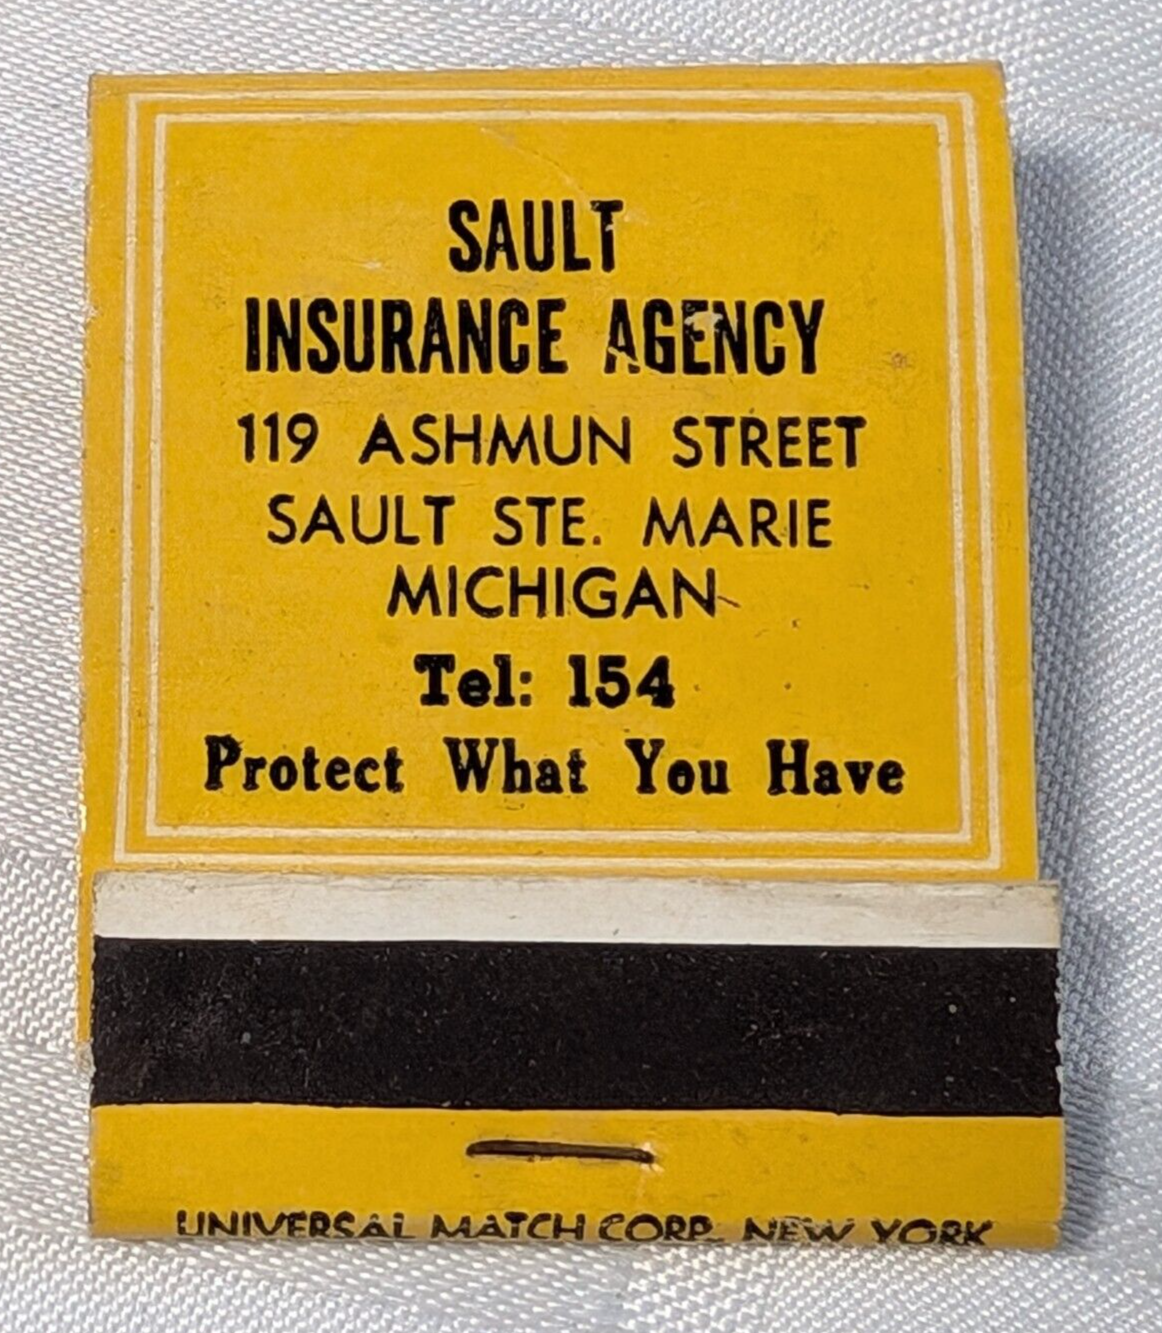 SAULT
INSURANCE AGENCY
119 ASHMUN STREET
SAULT STE. MARIE
MICHIGAN
Tel: 154
Protect What You Have
UNIVERSAL MATCH CORP. NEW YORK